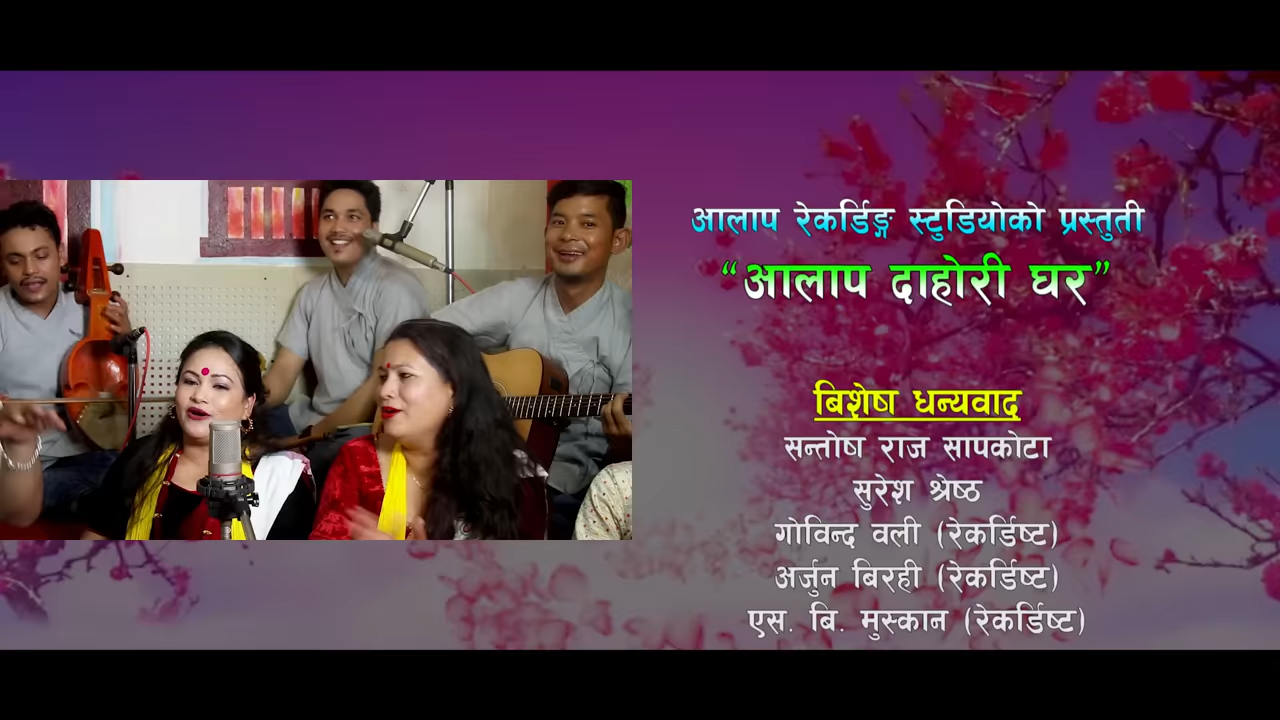 आलाप रेकर्डिङ्ग स्टुडियोको प्रस्तुती
“आलाप दाहोरी घर”
बिशेष धन्यवाद
सन्तोष राज सापकोटा
सुरेश श्रेष्ठ
गोविन्द वली (रेकर्डिष्ट)
अर्जुन बिरही (रेकर्डिष्ट)
एस. बि. मुस्कान (रेकर्डिष्ट)